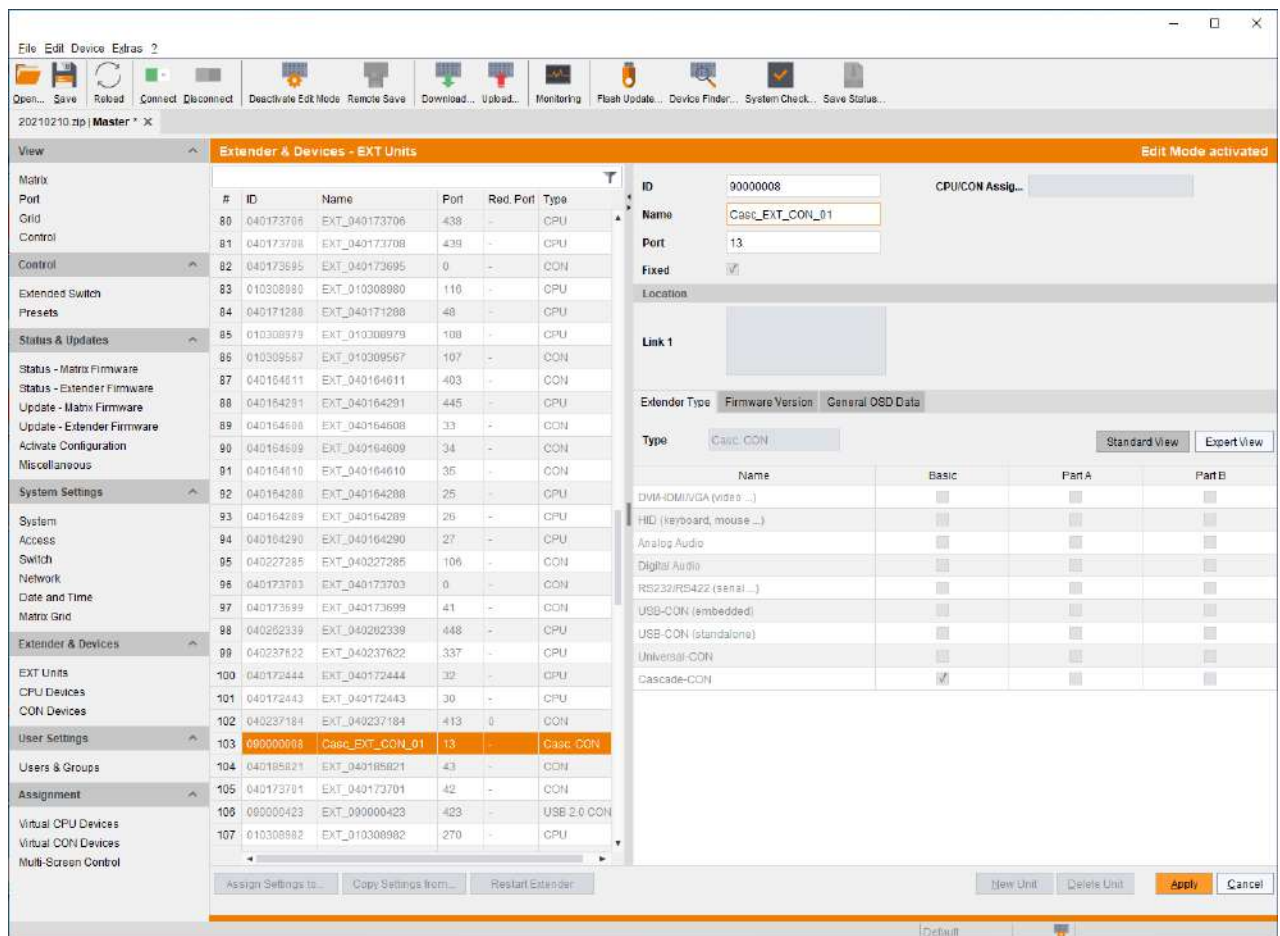 File Edit Device Extras ?
Open... Save Reload Connect Disconnect Deactivate Edit Mode Remote Save Download... Upload... Monitoring Flash Update... Device Finder... System Check... Save Status...
20210210.zip | Master *
View
Matrix
Port
Grid
Control
Control
Extended Switch
Presets
Status & Updates
Status - Matrix Firmware
Status - Extender Firmware
Update - Matrix Firmware
Update - Extender Firmware
Activate Configuration
Miscellaneous
System Settings
System
Access
Switch
Network
Date and Time
Matrix Grid
Extender & Devices
EXT Units
CPU Devices
CON Devices
User Settings
Users & Groups
Assignment
Virtual CPU Devices
Virtual CON Devices
Multi-Screen Control
Extender & Devices - EXT Units Edit Mode activated
# ID Name Port Red. Port Type
80 040173706 EXT_040173706 438 - CPU
81 040173708 EXT_040173708 439 - CPU
82 040173695 EXT_040173695 0 - CON
83 010308980 EXT_010308980 116 - CPU
84 040171288 EXT_040171288 48 - CPU
85 010308979 EXT_010308979 108 - CPU
86 010309567 EXT_010309567 107 - CON
87 040164611 EXT_040164611 403 - CON
88 040164291 EXT_040164291 445 - CPU
89 040164608 EXT_040164608 33 - CON
90 040164609 EXT_040164609 34 - CON
91 040164610 EXT_040164610 35 - CON
92 040164288 EXT_040164288 25 - CPU
93 040164289 EXT_040164289 26 - CPU
94 040164290 EXT_040164290 27 - CPU
95 040227285 EXT_040227285 106 - CON
96 040173703 EXT_040173703 0 - CON
97 040173699 EXT_040173699 41 - CON
98 040262339 EXT_040262339 448 - CPU
99 040237622 EXT_040237622 337 - CPU
100 040172444 EXT_040172444 32 - CPU
101 040172443 EXT_040172443 30 - CPU
102 040237184 EXT_040237184 413 0 CON
103 090000008 Casc_EXT_CON_01 13 - Casc. CON
104 040185821 EXT_040185821 43 - CON
105 040173701 EXT_040173701 42 - CON
106 090000423 EXT_090000423 423 - USB 2.0 CON
107 010308982 EXT_010308982 270 - CPU
Assign Settings to... Copy Settings from... Restart Extender
ID 90000008 CPU/CON Assig...
Name Casc_EXT_CON_01
Port 13
Fixed
Location
Link 1
Extender Type Firmware Version General OSD Data
Type Casc. CON Standard View Expert View
Name Basic Part A Part B
DVI/HDMI/VGA (video ...)
HID (keyboard, mouse ...)
Analog Audio
Digital Audio
RS232/RS422 (serial ...)
USB-CON (embedded)
USB-CON (standalone)
Universal-CON
Cascade-CON
New Unit Delete Unit Apply Cancel
Default